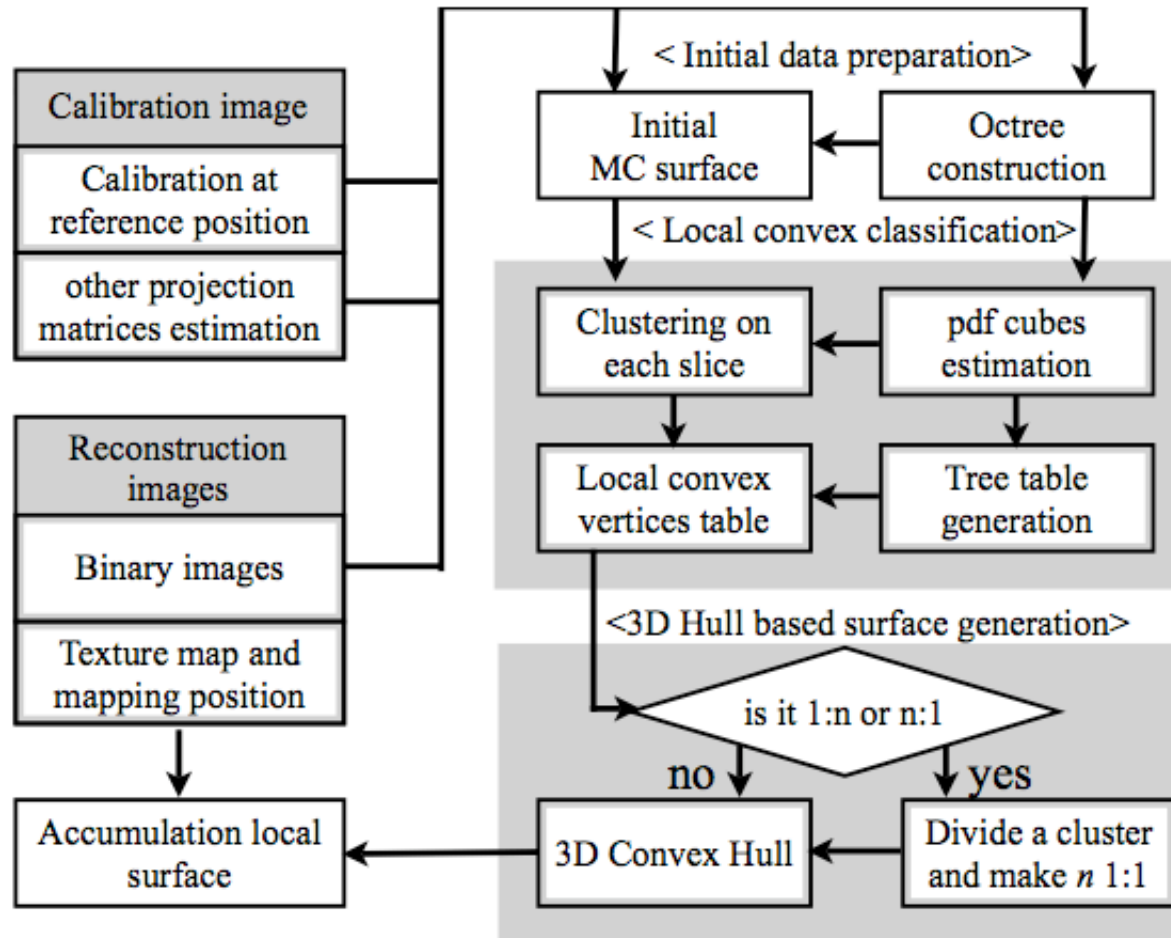 Calibration image
Calibration at
reference position
other projection
matrices estimation
Reconstruction
images
Binary images
Texture map and
mapping position
Accumulation local
surface
< Initial data preparation>
Initial
MC surface
Octree
construction
< Local convex classification>
Clustering on
each slice
pdf cubes
estimation
Local convex
vertices table
Tree table
generation
<3D Hull based surface generation>
is it 1:n or n:1
no
yes
3D Convex Hull
Divide a cluster
and make n 1:1